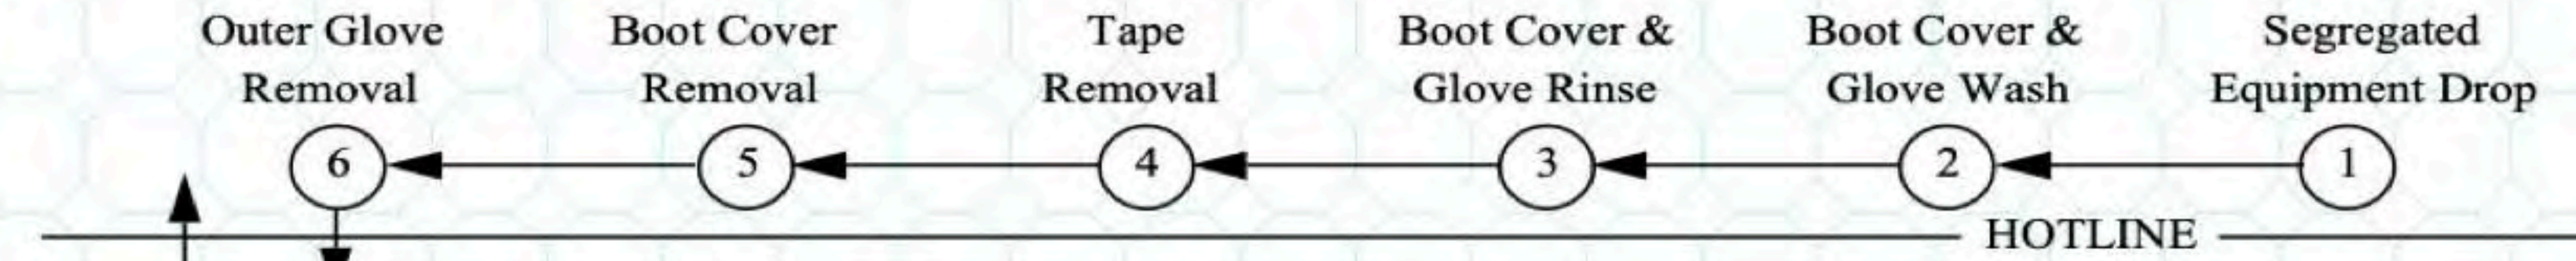 Outer Glove
Removal
Boot Cover
Removal
Tape
Removal
Boot Cover &
Glove Rinse
Boot Cover &
Glove Wash
Segregated
Equipment Drop
6
5
4
3
2
1
HOTLINE